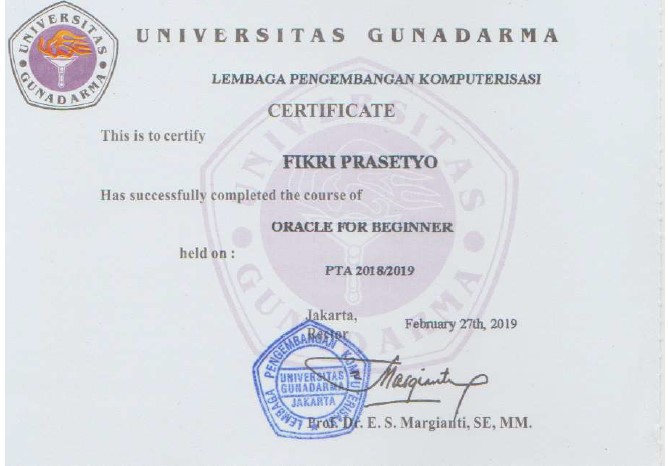 UNIVERSITAS GUNADARMA
UNIVERSITAS GUNADARMA
LEMBAGA PENGEMBANGAN KOMPUTERISASI
CERTIFICATE
This is to certify
FIKRI PRASETYO
Has successfully completed the course of
ORACLE FOR BEGINNER
held on :
PTA 2018/2019
Jakarta,
February 27th, 2019
Rector
LEMBAGA PENGEMBANGAN KOMPUTERISASI
UNIVERSITAS
GUNADARMA
JAKARTA
Margianti
Prof. Dr. E. S. Margianti, SE, MM.
UNIVERSITAS GUNADARMA